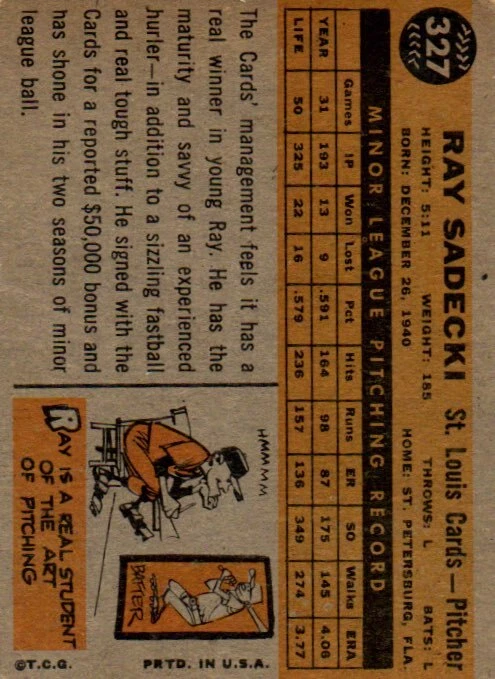 327
RAY SADECKI St. Louis Cards—Pitcher
HEIGHT: 5:11 WEIGHT: 185 THROWS: L BATS: L
BORN: DECEMBER 26, 1940 HOME: ST. PETERSBURG, FLA.
MINOR LEAGUE PITCHING RECORD
Games IP Won Lost Pct Hits Runs ER SO Walks ERA
YEAR 31 193 13 9 .591 164 98 87 175 145 4.06
LIFE 50 325 22 16 .579 236 157 136 349 274 3.77
The Cards' management feels it has a
real winner in young Ray. He has the
maturity and savvy of an experienced
hurler—in addition to a sizzling fastball
and real tough stuff. He signed with the
Cards for a reported $50,000 bonus and
has shone in his two seasons of minor
league ball.
HMMMMM
BATTER
RAY IS A REAL STUDENT
OF THE ART
OF PITCHING
©T.C.G. PRTD. IN U.S.A.